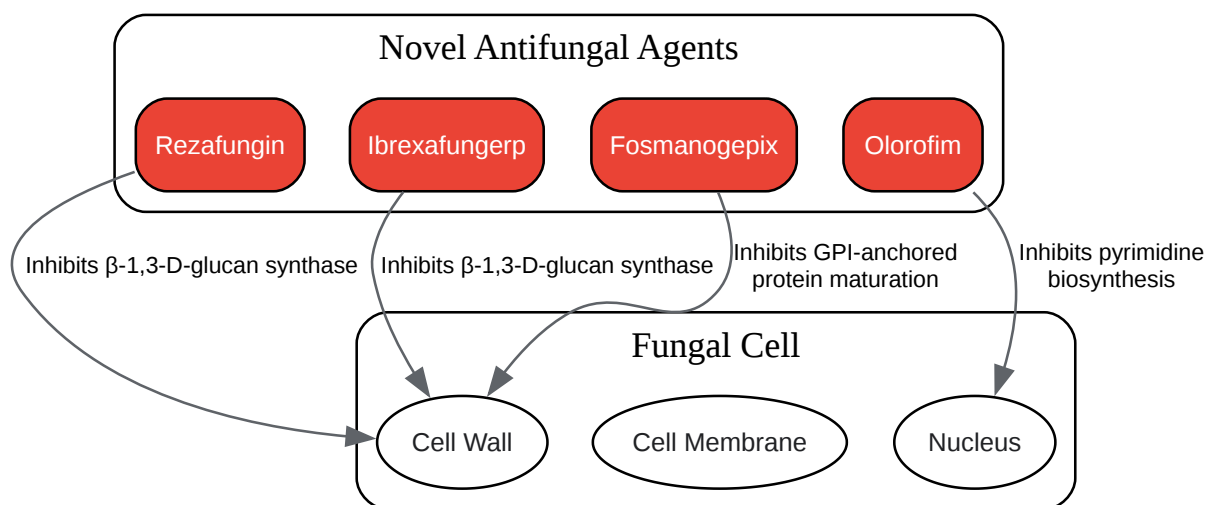 Novel Antifungal Agents
Rezafungin
Ibrexafungerp
Fosmanogepix
Olorofim
Inhibits β-1,3-D-glucan synthase
Inhibits β-1,3-D-glucan synthase
Inhibits GPI-anchored
protein maturation
Inhibits pyrimidine
biosynthesis
Fungal Cell
Cell Wall
Cell Membrane
Nucleus